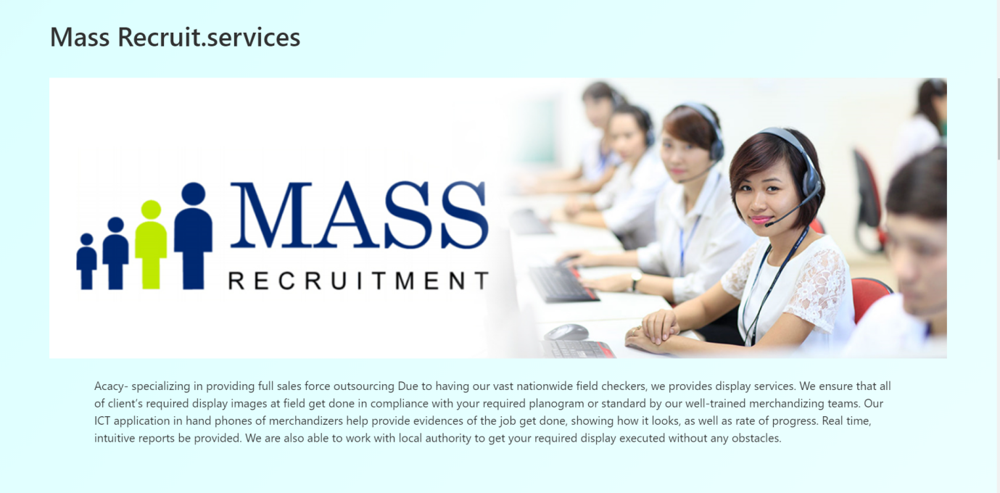 Mass Recruit.services
MASS
RECRUITMENT
Acacy- specializing in providing full sales force outsourcing Due to having our vast nationwide field checkers, we provides display services. We ensure that all
of client’s required display images at field get done in compliance with your required planogram or standard by our well-trained merchandizing teams. Our
ICT application in hand phones of merchandizers help provide evidences of the job get done, showing how it looks, as well as rate of progress. Real time,
intuitive reports be provided. We are also able to work with local authority to get your required display executed without any obstacles.